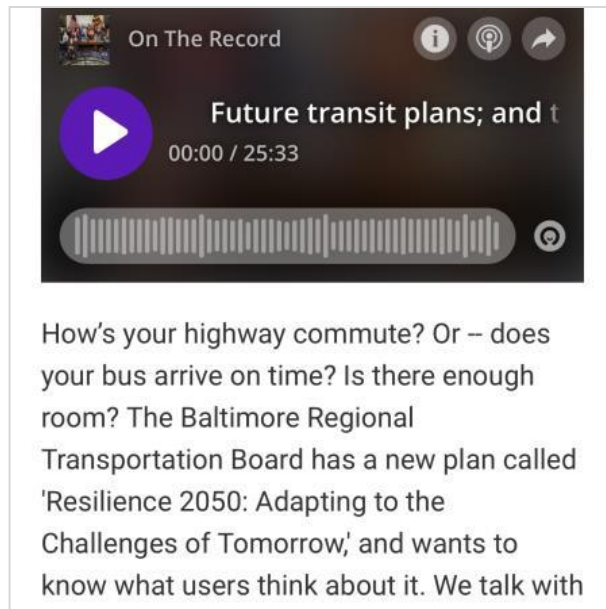 On The Record
Future transit plans; and t
00:00 / 25:33
How’s your highway commute? Or -- does
your bus arrive on time? Is there enough
room? The Baltimore Regional
Transportation Board has a new plan called
'Resilience 2050: Adapting to the
Challenges of Tomorrow,' and wants to
know what users think about it. We talk with